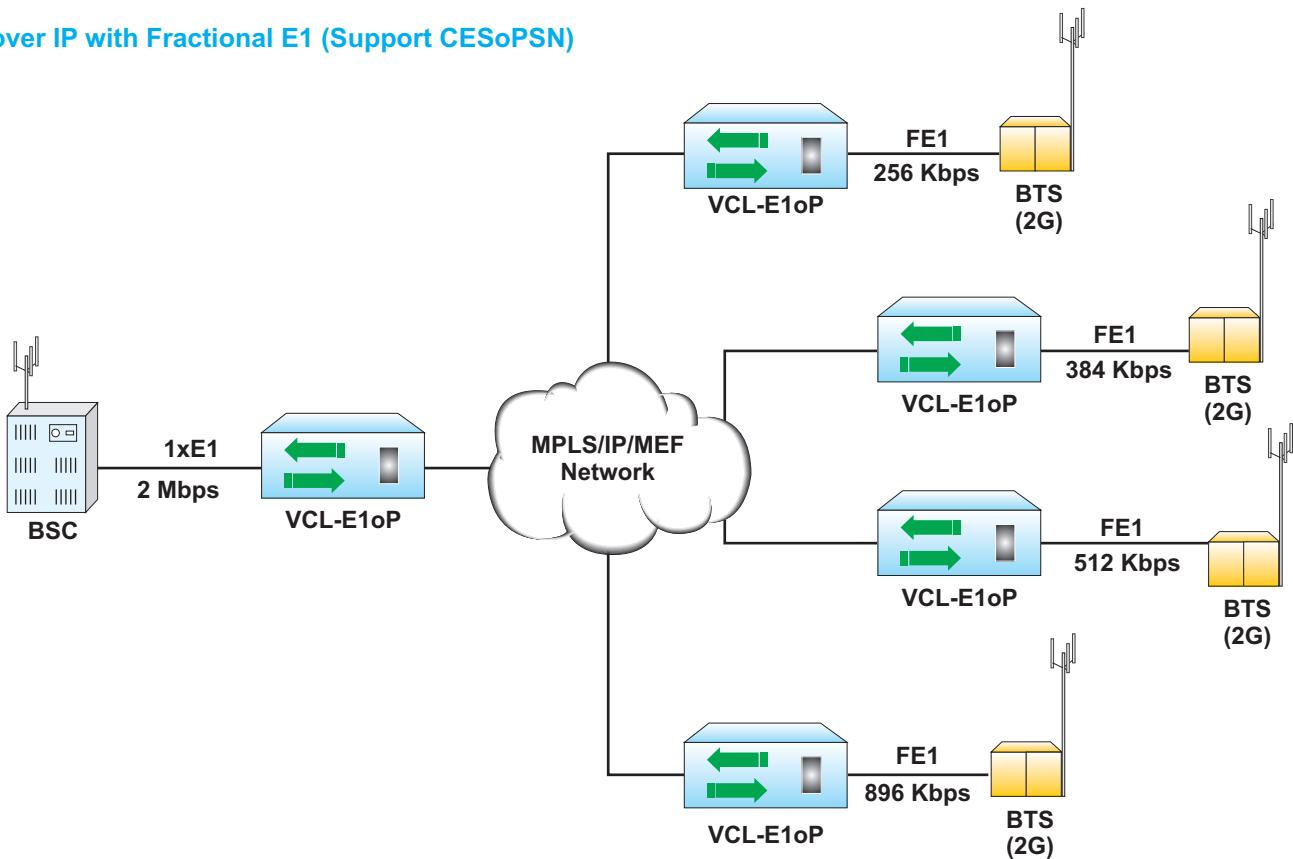 over IP with Fractional E1 (Support CESoPSN)
FE1
256 Kbps
VCL-E1oP
BTS
(2G)
FE1
384 Kbps
VCL-E1oP
BTS
(2G)
1xE1
2 Mbps
BSC
VCL-E1oP
MPLS/IP/MEF
Network
FE1
512 Kbps
VCL-E1oP
BTS
(2G)
FE1
896 Kbps
VCL-E1oP
BTS
(2G)